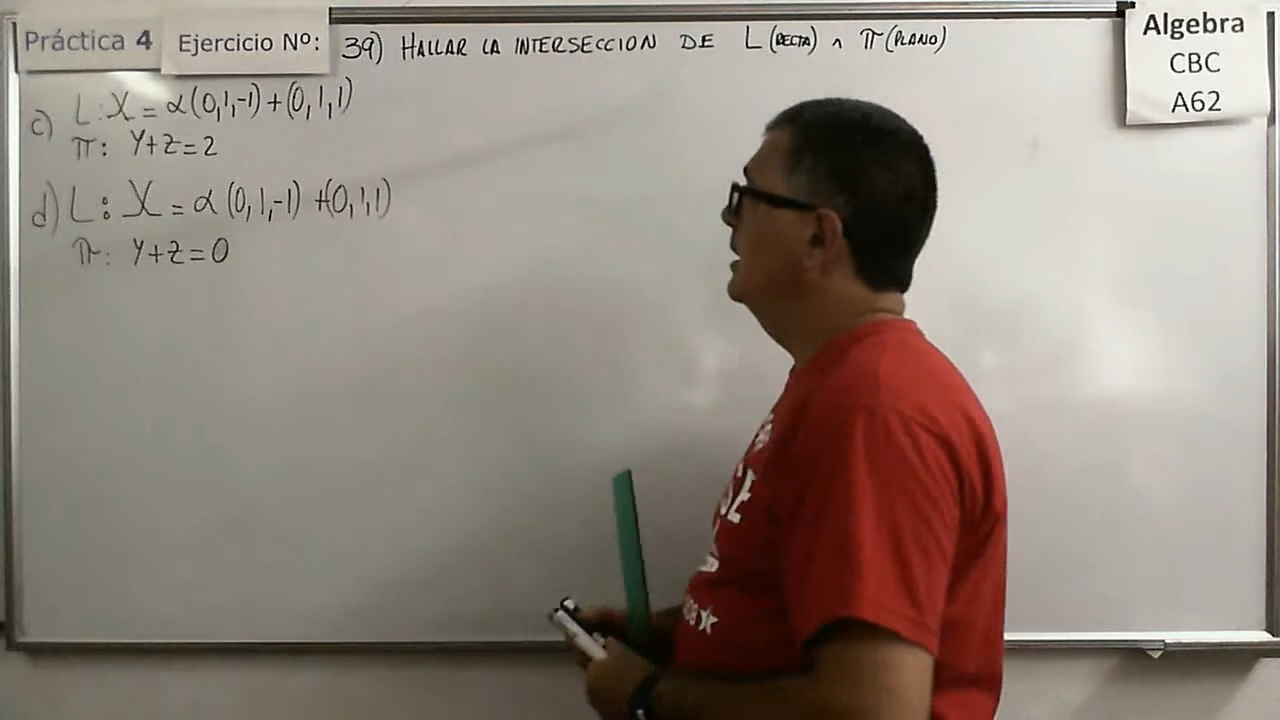 Práctica 4
Ejercicio Nº:
39) HALLAR LA INTERSECCION DE L (RECTA) ∧ π (PLANO)
Algebra
CBC
A62
c) L: X = α(0,1,-1)+(0,1,1)
π: Y+Z=2
d) L: X = α(0,1,-1)+(0,1,1)
π: Y+Z=0